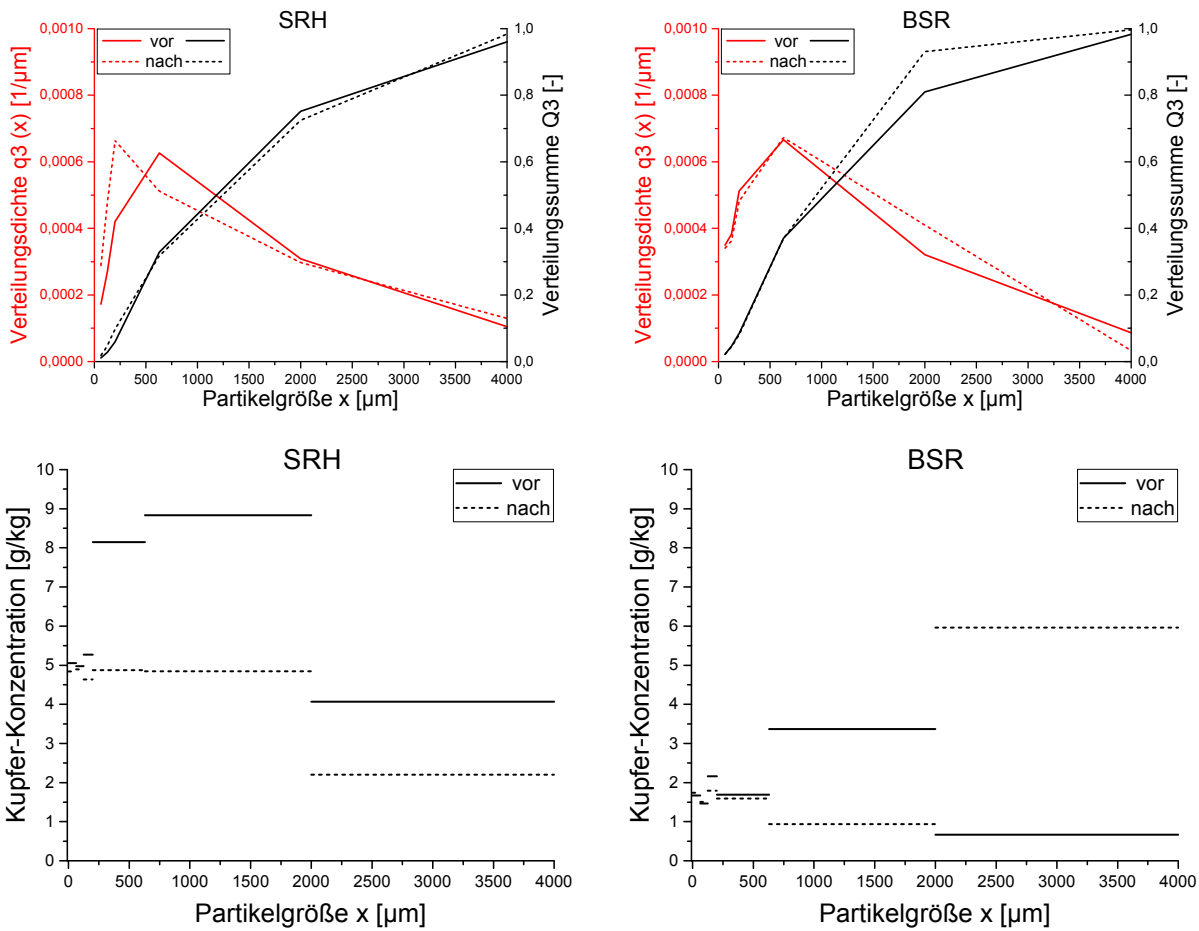 SRH
vor
nach
Verteilungsdichte q3 (x) [1/µm]
0,0010
0,0008
0,0006
0,0004
0,0002
0,0000
Verteilungssumme Q3 [-]
1,0
0,8
0,6
0,4
0,2
0,0
0 500 1000 1500 2000 2500 3000 3500 4000
Partikelgröße x [µm]
BSR
vor
nach
Verteilungsdichte q3 (x) [1/µm]
0,0010
0,0008
0,0006
0,0004
0,0002
0,0000
Verteilungssumme Q3 [-]
1,0
0,8
0,6
0,4
0,2
0,0
0 500 1000 1500 2000 2500 3000 3500 4000
Partikelgröße x [µm]
SRH
vor
nach
Kupfer-Konzentration [g/kg]
10
9
8
7
6
5
4
3
2
1
0
0 500 1000 1500 2000 2500 3000 3500 4000
Partikelgröße x [µm]
BSR
vor
nach
Kupfer-Konzentration [g/kg]
10
9
8
7
6
5
4
3
2
1
0
0 500 1000 1500 2000 2500 3000 3500 4000
Partikelgröße x [µm]